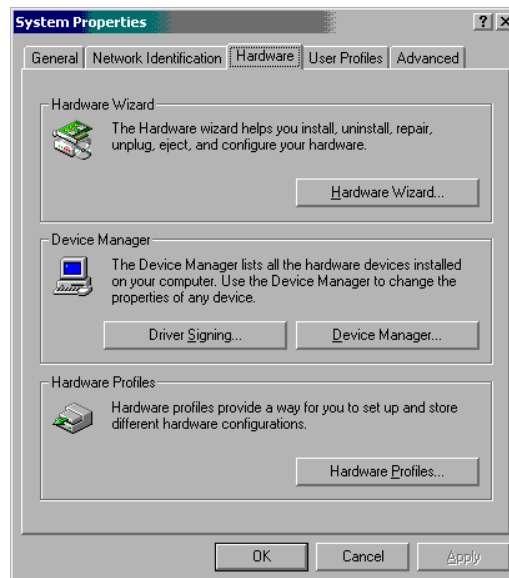 System Properties
General Network Identification Hardware User Profiles Advanced
Hardware Wizard
The Hardware wizard helps you install, uninstall, repair,
unplug, eject, and configure your hardware.
Hardware Wizard...
Device Manager
The Device Manager lists all the hardware devices installed
on your computer. Use the Device Manager to change the
properties of any device.
Driver Signing... Device Manager...
Hardware Profiles
Hardware profiles provide a way for you to set up and store
different hardware configurations.
Hardware Profiles...
OK Cancel Apply